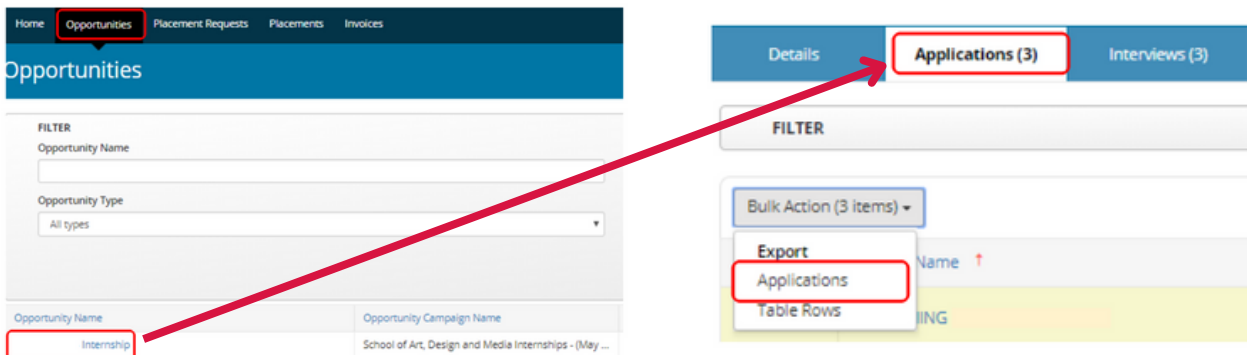 Home Opportunities Placement Requests Placements Invoices
Opportunities
FILTER
Opportunity Name
Opportunity Type
All types
Opportunity Name Opportunity Campaign Name
Internship School of Art, Design and Media Internships - (May ...
Details Applications (3) Interviews (3)
FILTER
Bulk Action (3 items)
Export
Name ↑
Applications
Table Rows